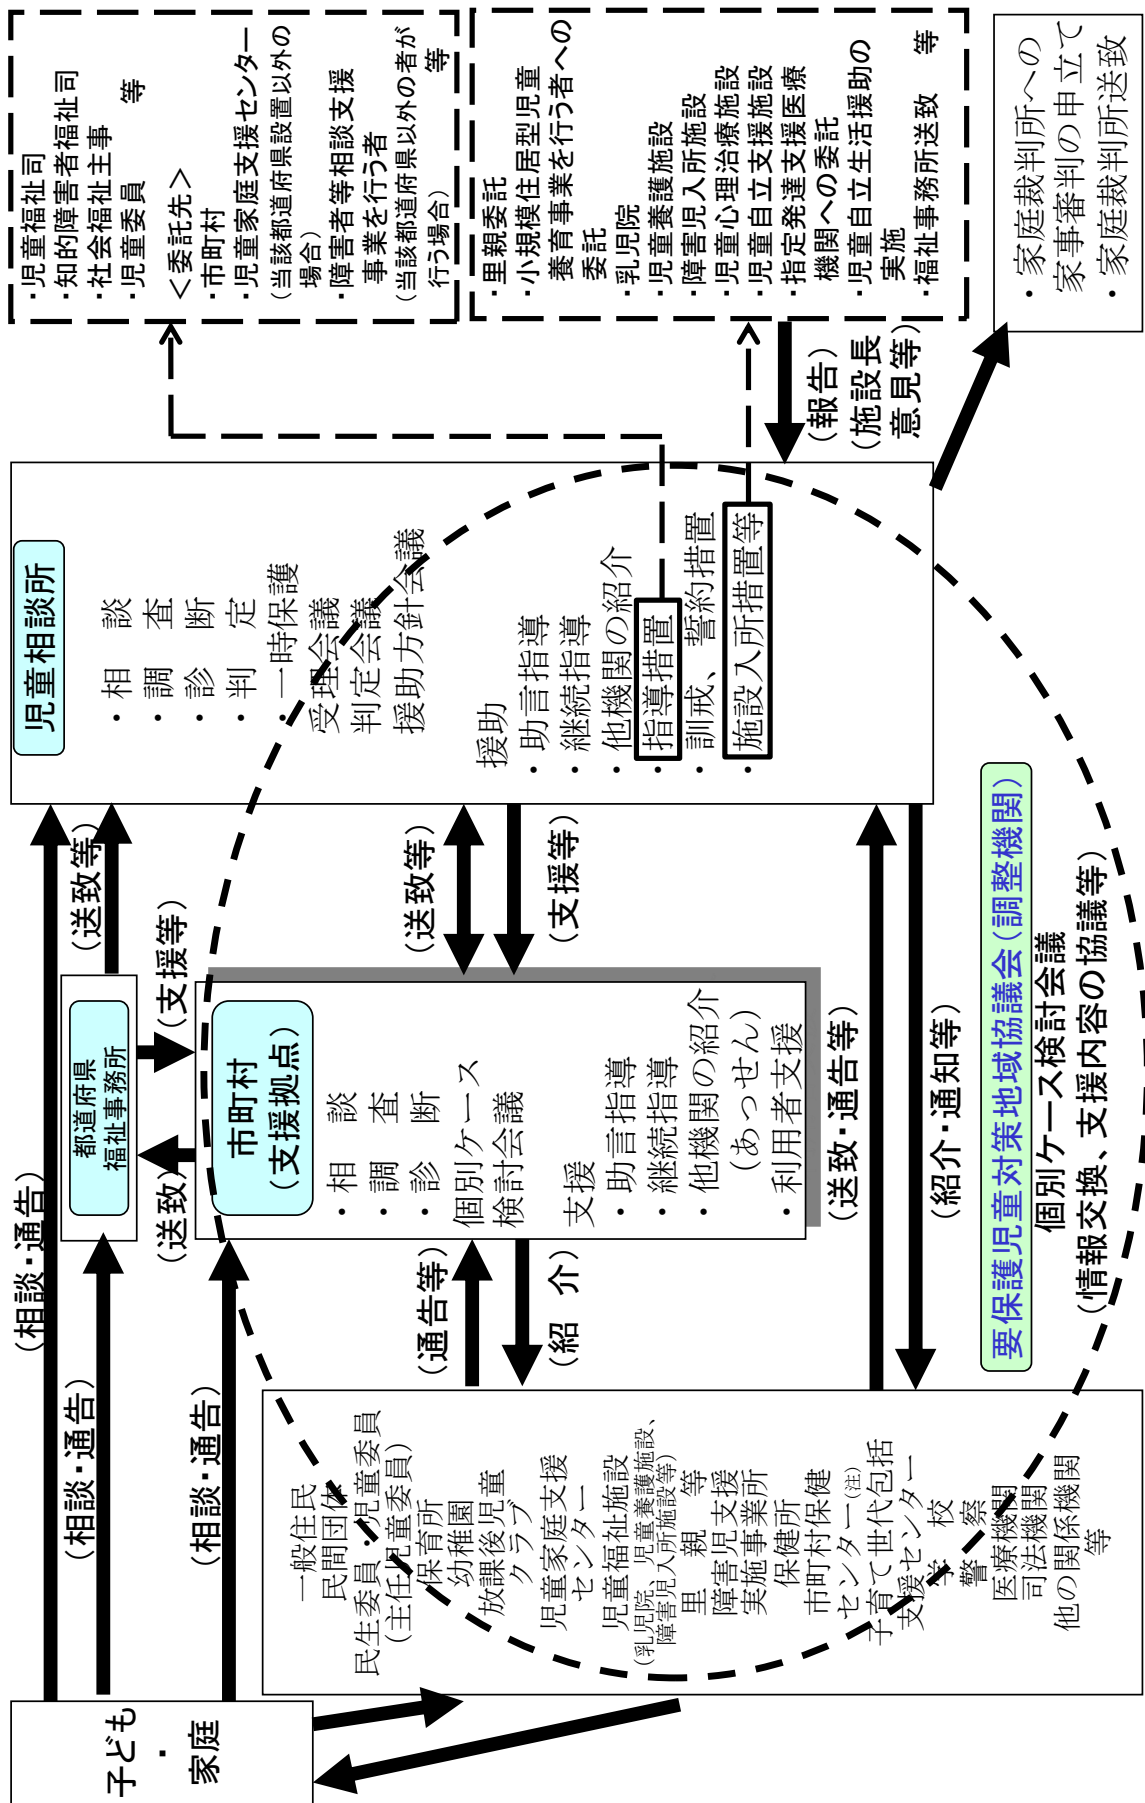 子ども
・
家庭
(相談・通告)
(相談・通告)
(相談・通告)
一般住民
民間団体
民生委員・児童委員
(主任児童委員)
保育所
幼稚園
放課後児童
クラブ
児童家庭支援
センター
児童福祉施設
(乳児院、児童養護施設、
障害児入所施設等)
里　親　等
障害児支援
実施事業所
保健所
市町村保健
センター(注)
子育て世代包括
支援センター
学　校
警　察
医療機関
司法機関
他の関係機関
等
都道府県
福祉事務所
(送致等)
(送致)
(支援等)
市町村
(支援拠点)
・相　談
・調　査
・診　断
個別ケース
検討会議
支援
・助言指導
・継続指導
・他機関の紹介
(あっせん)
・利用者支援
(通告等)
(紹　介)
(送致等)
(支援等)
(送致・通告等)
(紹介・通知等)
要保護児童対策地域協議会(調整機関)
個別ケース検討会議
(情報交換、支援内容の協議等)
児童相談所
・相　談
・調　査
・診　断
・判　定
・一時保護
受理会議
判定会議
援助方針会議
援助
・助言指導
・継続指導
・他機関の紹介
・指導措置
・訓戒、誓約措置
・施設入所措置等
(報告)
(施設長
意見等)
・児童福祉司
・知的障害者福祉司
・社会福祉主事
・児童委員　　等
＜委託先＞
・市町村
・児童家庭支援センター
(当該都道府県設置以外の
場合)
・障害者等相談支援
事業を行う者
(当該都道府県以外の者が
行う場合)　　　　　　等
・里親委託
・小規模住居型児童
養育事業を行う者への
委託
・乳児院
・児童養護施設
・障害児入所施設
・児童心理治療施設
・児童自立支援施設
・指定発達支援医療
機関への委託
・児童自立生活援助の
実施
・福祉事務所送致　　等
・家庭裁判所への
家事審判の申立て
・家庭裁判所送致